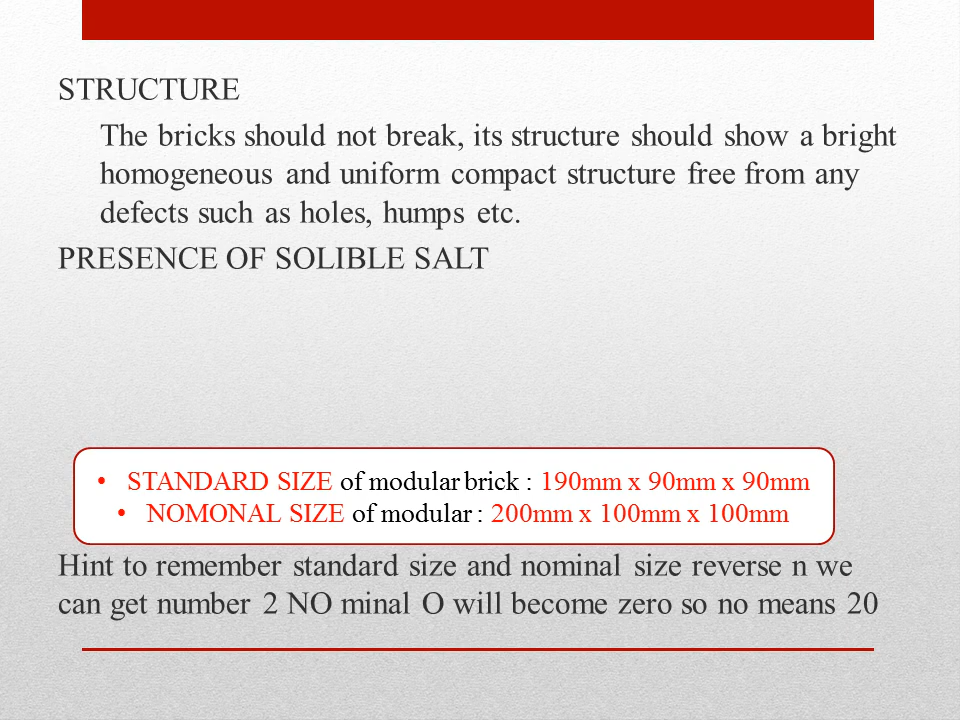 STRUCTURE
The bricks should not break, its structure should show a bright
homogeneous and uniform compact structure free from any
defects such as holes, humps etc.
PRESENCE OF SOLIBLE SALT
• STANDARD SIZE of modular brick : 190mm x 90mm x 90mm
• NOMONAL SIZE of modular : 200mm x 100mm x 100mm
Hint to remember standard size and nominal size reverse n we
can get number 2 NO minal O will become zero so no means 20